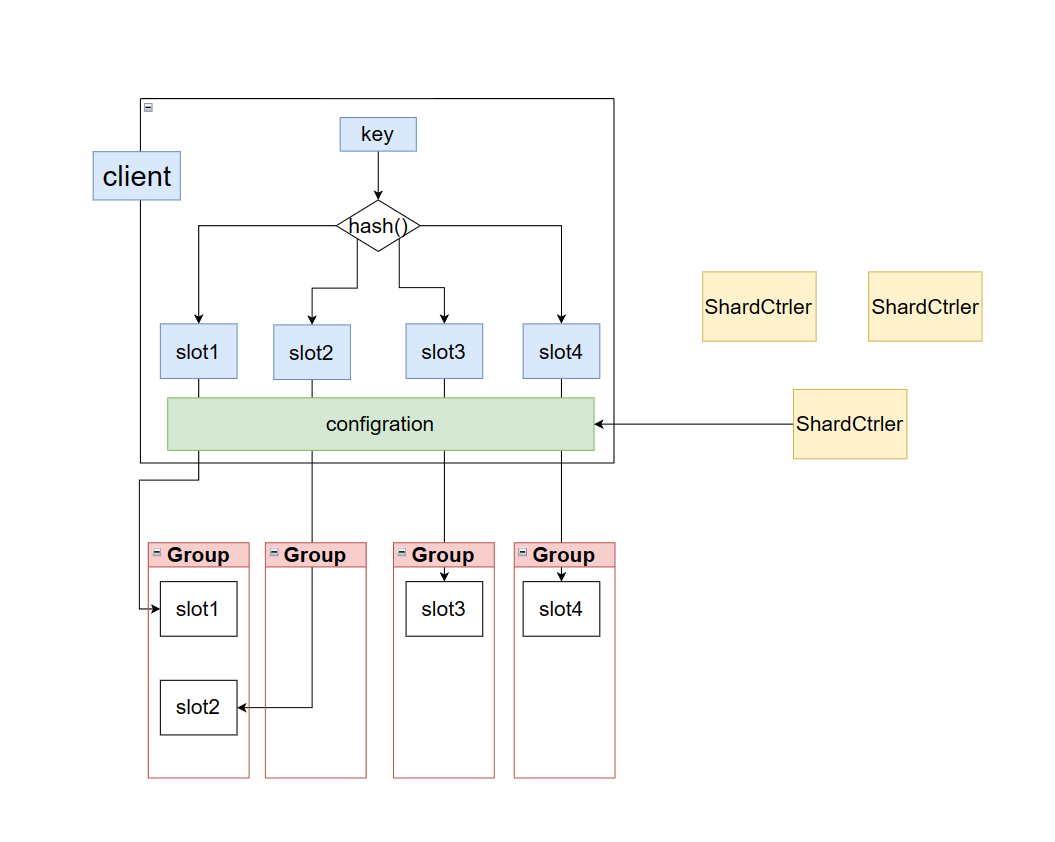 key
client
hash()
ShardCtrler
ShardCtrler
slot1
slot2
slot3
slot4
configration
ShardCtrler
Group
Group
Group
Group
slot1
slot3
slot4
slot2